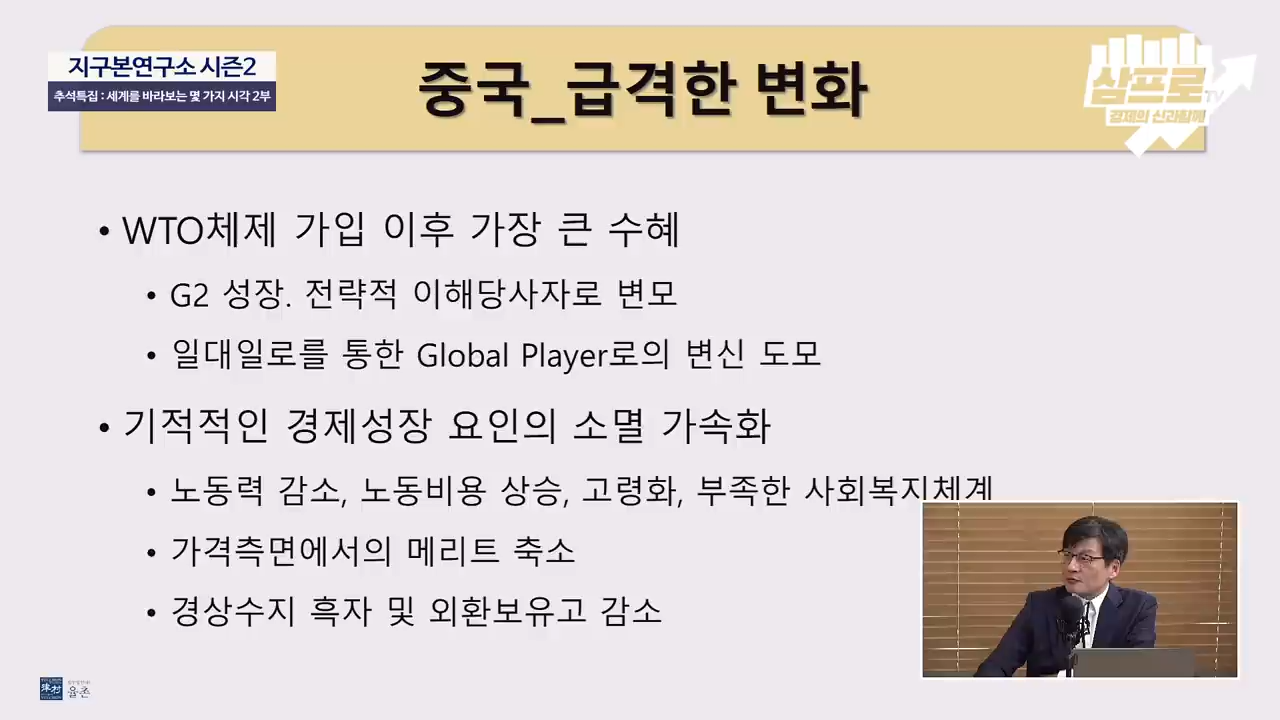 지구본연구소 시즌2
추석특집 : 세계를 바라보는 몇 가지 시각 2부
중국_급격한 변화
삼프로TV
경제의 신과함께
• WTO체제 가입 이후 가장 큰 수혜
• G2 성장. 전략적 이해당사자로 변모
• 일대일로를 통한 Global Player로의 변신 도모
• 기적적인 경제성장 요인의 소멸 가속화
• 노동력 감소, 노동비용 상승, 고령화, 부족한 사회복지체계
• 가격측면에서의 메리트 축소
• 경상수지 흑자 및 외환보유고 감소
律村
율촌